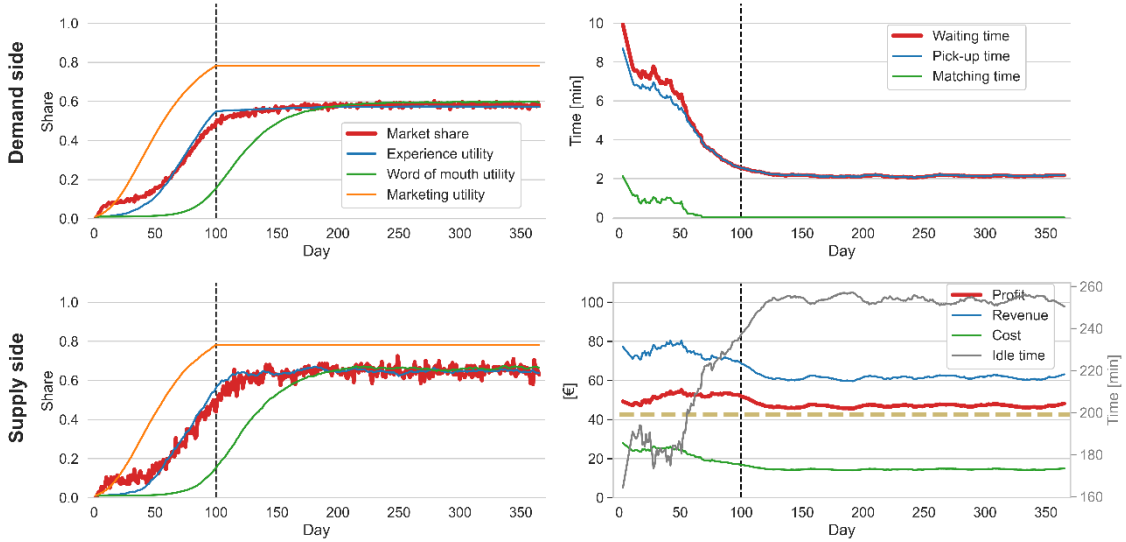 Demand side
Share
1.0
0.8
0.6
0.4
0.2
0.0
Market share
Experience utility
Word of mouth utility
Marketing utility
0 50 100 150 200 250 300 350
Day
Time [min]
10
8
6
4
2
0
Waiting time
Pick-up time
Matching time
0 50 100 150 200 250 300 350
Day
Supply side
Share
1.0
0.8
0.6
0.4
0.2
0.0
0 50 100 150 200 250 300 350
Day
[€]
100
80
60
40
20
0
Profit
Revenue
Cost
Idle time
260
240
220
200
180
160
Time [min]
0 50 100 150 200 250 300 350
Day